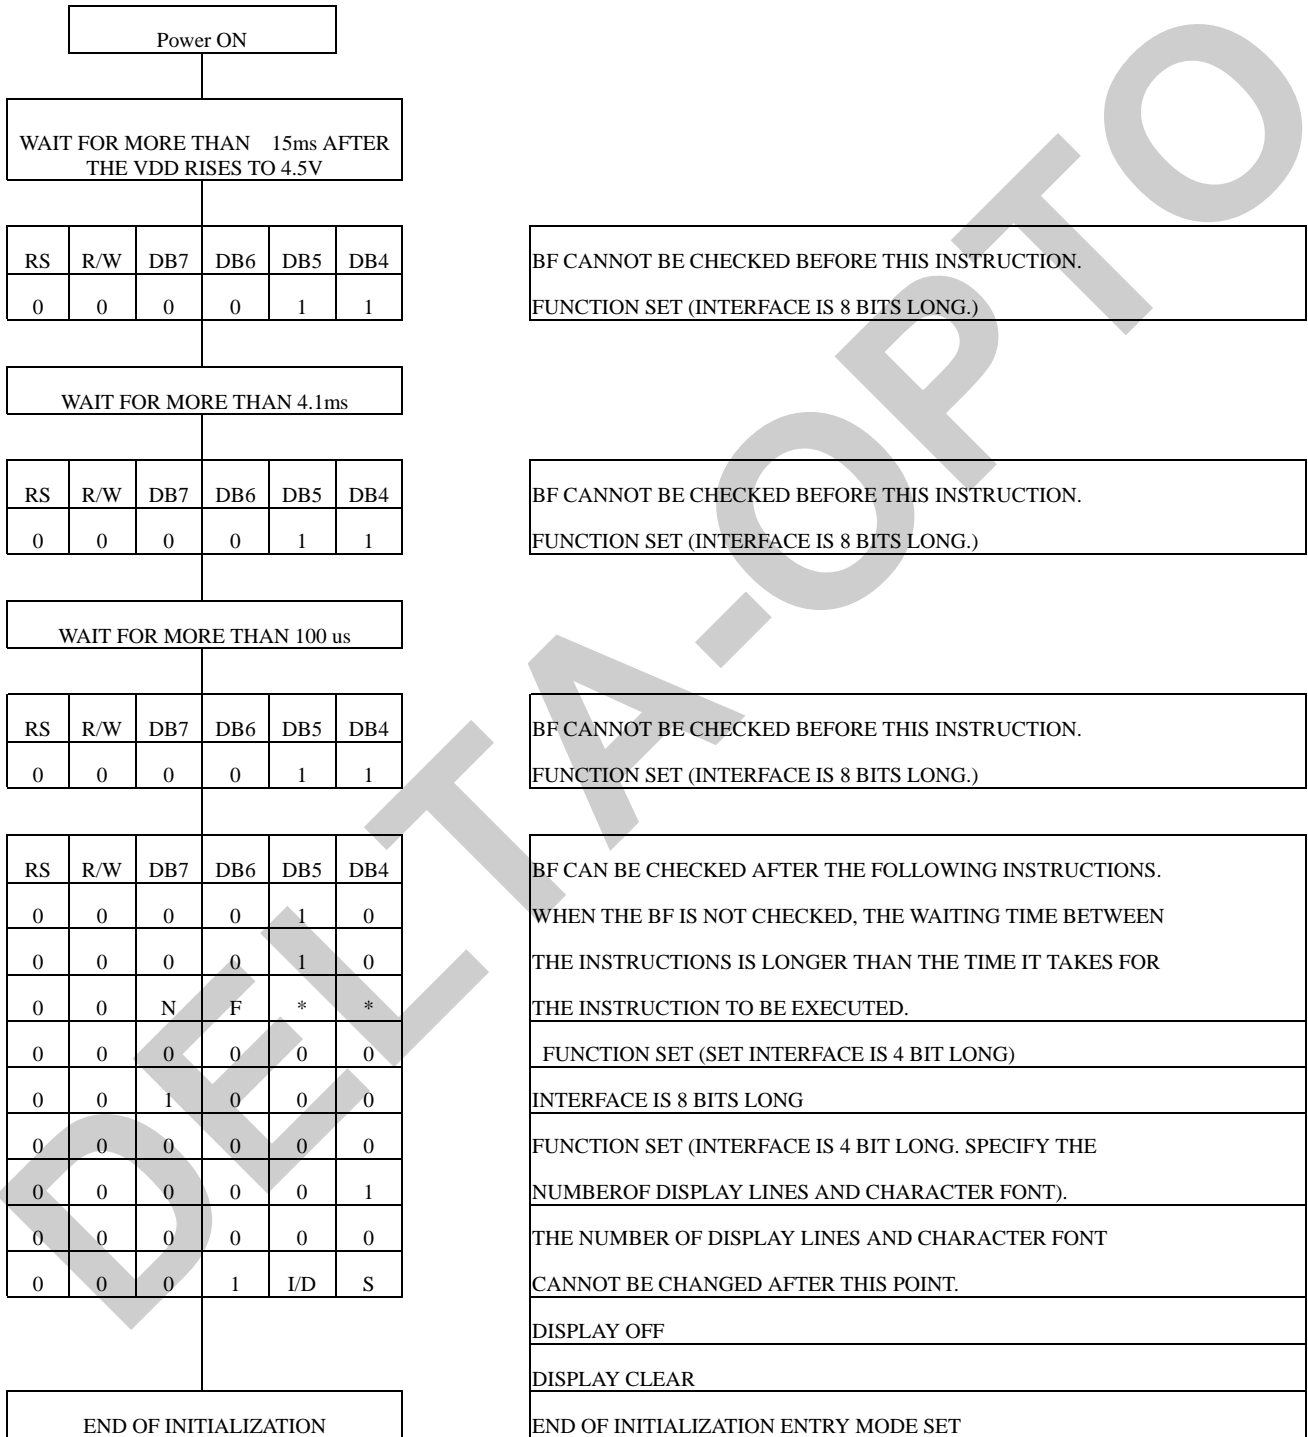 Power ON
WAIT FOR MORE THAN 15ms AFTER
THE VDD RISES TO 4.5V
RS R/W DB7 DB6 DB5 DB4
0 0 0 0 1 1
BF CANNOT BE CHECKED BEFORE THIS INSTRUCTION.
FUNCTION SET (INTERFACE IS 8 BITS LONG.)
WAIT FOR MORE THAN 4.1ms
RS R/W DB7 DB6 DB5 DB4
0 0 0 0 1 1
BF CANNOT BE CHECKED BEFORE THIS INSTRUCTION.
FUNCTION SET (INTERFACE IS 8 BITS LONG.)
WAIT FOR MORE THAN 100 us
RS R/W DB7 DB6 DB5 DB4
0 0 0 0 1 1
BF CANNOT BE CHECKED BEFORE THIS INSTRUCTION.
FUNCTION SET (INTERFACE IS 8 BITS LONG.)
RS R/W DB7 DB6 DB5 DB4
0 0 0 0 1 0
0 0 0 0 1 0
0 0 N F * *
0 0 0 0 0 0
0 0 1 0 0 0
0 0 0 0 0 0
0 0 0 0 0 1
0 0 0 0 0 0
0 0 0 1 I/D S
BF CAN BE CHECKED AFTER THE FOLLOWING INSTRUCTIONS.
WHEN THE BF IS NOT CHECKED, THE WAITING TIME BETWEEN
THE INSTRUCTIONS IS LONGER THAN THE TIME IT TAKES FOR
THE INSTRUCTION TO BE EXECUTED.
FUNCTION SET (SET INTERFACE IS 4 BIT LONG)
INTERFACE IS 8 BITS LONG
FUNCTION SET (INTERFACE IS 4 BIT LONG. SPECIFY THE
NUMBEROF DISPLAY LINES AND CHARACTER FONT).
THE NUMBER OF DISPLAY LINES AND CHARACTER FONT
CANNOT BE CHANGED AFTER THIS POINT.
DISPLAY OFF
DISPLAY CLEAR
END OF INITIALIZATION
END OF INITIALIZATION ENTRY MODE SET
DELTA-OPTO